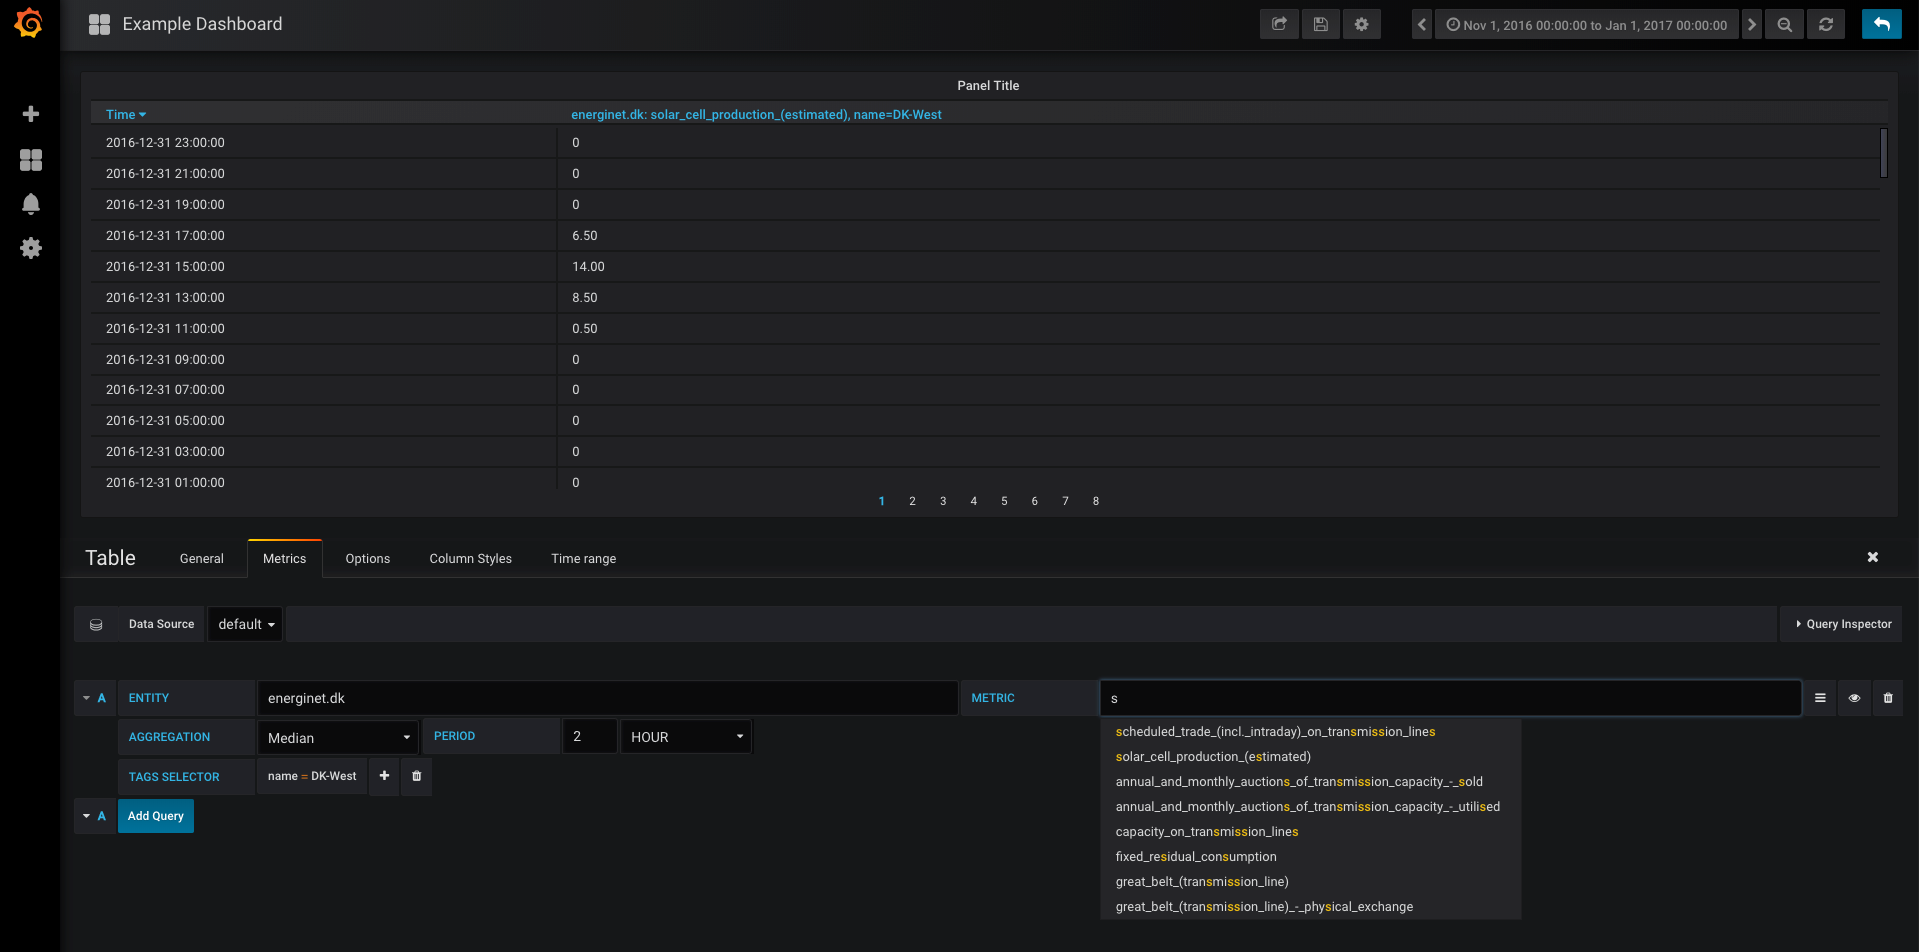 Example Dashboard
Nov 1, 2016 00:00:00 to Jan 1, 2017 00:00:00
Panel Title
Time energinet.dk: solar_cell_production_(estimated), name=DK-West
2016-12-31 23:00:00 0
2016-12-31 21:00:00 0
2016-12-31 19:00:00 0
2016-12-31 17:00:00 6.50
2016-12-31 15:00:00 14.00
2016-12-31 13:00:00 8.50
2016-12-31 11:00:00 0.50
2016-12-31 09:00:00 0
2016-12-31 07:00:00 0
2016-12-31 05:00:00 0
2016-12-31 03:00:00 0
2016-12-31 01:00:00 0
1 2 3 4 5 6 7 8
Table General Metrics Options Column Styles Time range
Data Source default Query Inspector
A ENTITY energinet.dk METRIC s
AGGREGATION Median PERIOD 2 HOUR
TAGS SELECTOR name = DK-West
A Add Query
scheduled_trade_(incl._intraday)_on_transmission_lines
solar_cell_production_(estimated)
annual_and_monthly_auctions_of_transmission_capacity_-_sold
annual_and_monthly_auctions_of_transmission_capacity_-_utilised
capacity_on_transmission_lines
fixed_residual_consumption
great_belt_(transmission_line)
great_belt_(transmission_line)_-_physical_exchange